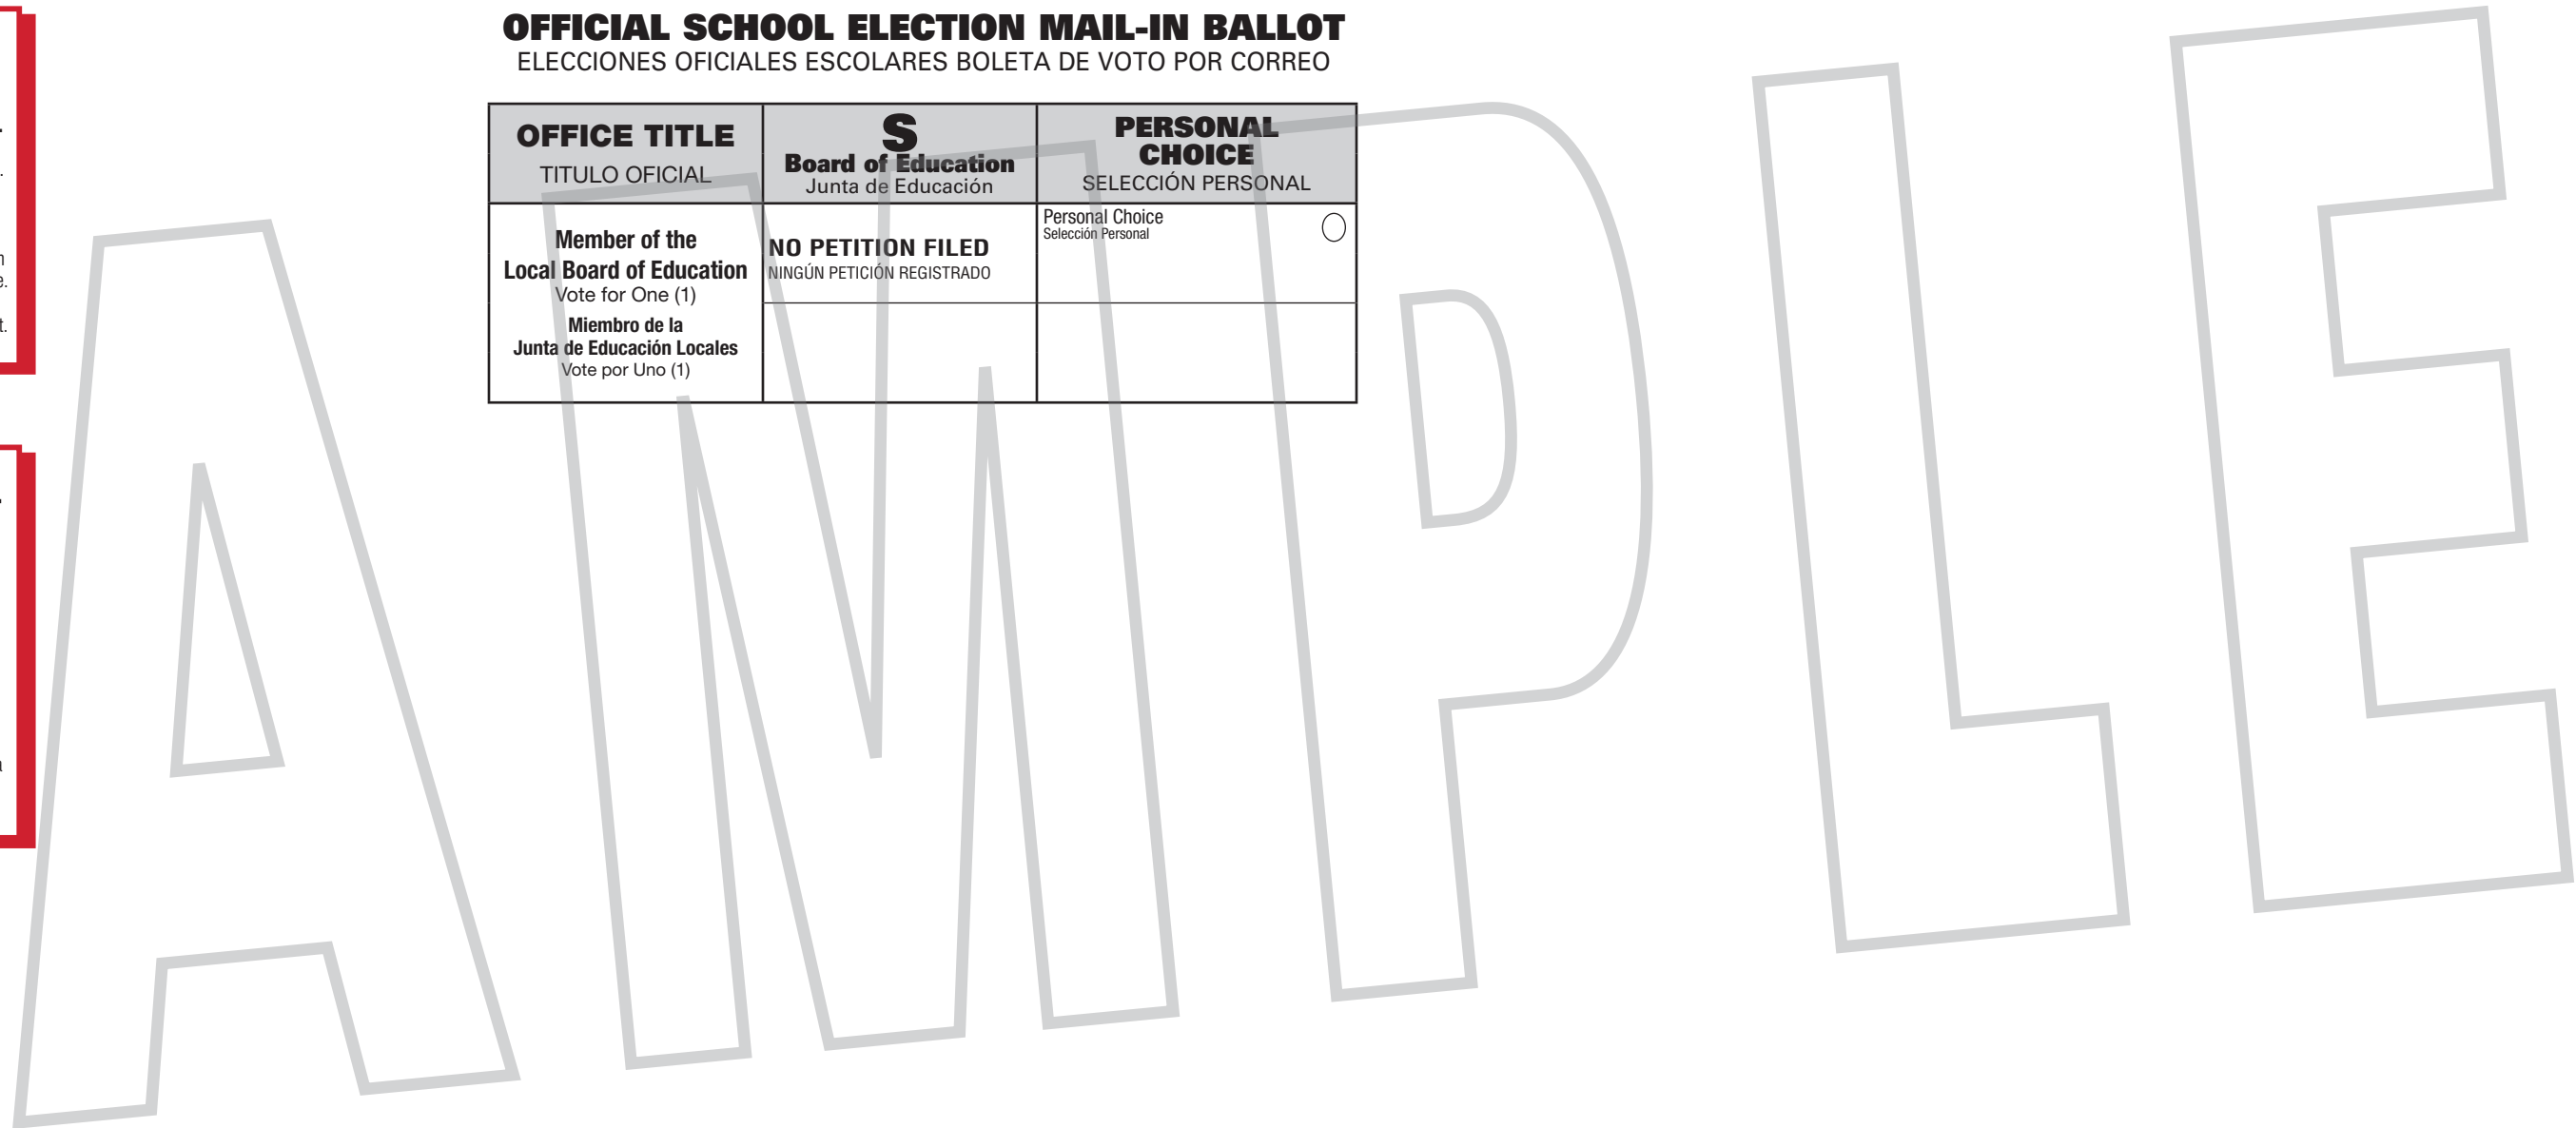 OFFICIAL SCHOOL ELECTION MAIL-IN BALLOT
ELECCIONES OFICIALES ESCOLARES BOLETA DE VOTO POR CORREO
OFFICE TITLE
TITULO OFICIAL
S
Board of Education
Junta de Educación
PERSONAL
CHOICE
SELECCIÓN PERSONAL
Member of the
Local Board of Education
Vote for One (1)
Miembro de la
Junta de Educación Locales
Vote por Uno (1)
NO PETITION FILED
NINGÚN PETICIÓN REGISTRADO
Personal Choice
Selección Personal
AMPLE